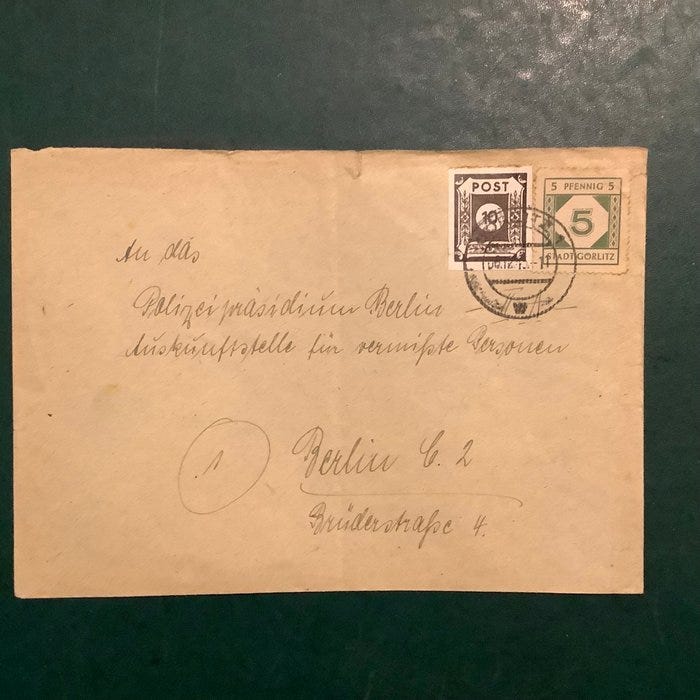 POST
10
5 PFENNIG 5
5
STADT GÖRLITZ
An das
Polizeipräsidium Berlin
Auskunftstelle für vermißte Personen
1
Berlin C. 2
Brüderstraße 4.